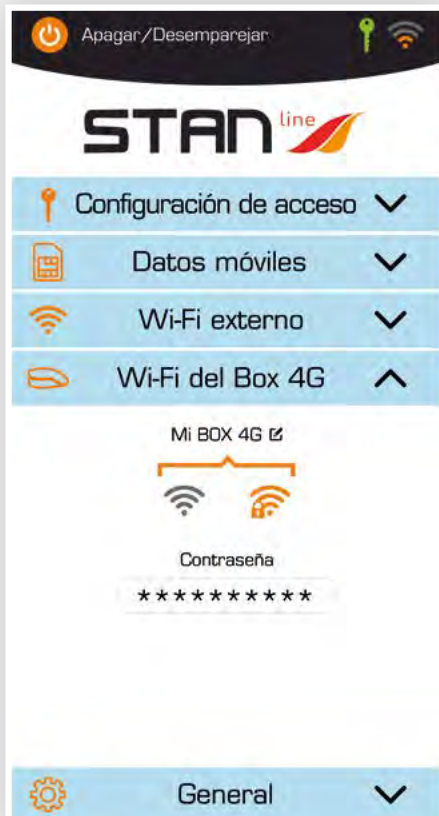 Apagar/Desemparejar
STAN line
Configuración de acceso
Datos móviles
Wi-Fi externo
Wi-Fi del Box 4G
Mi BOX 4G
Contraseña
**********
General